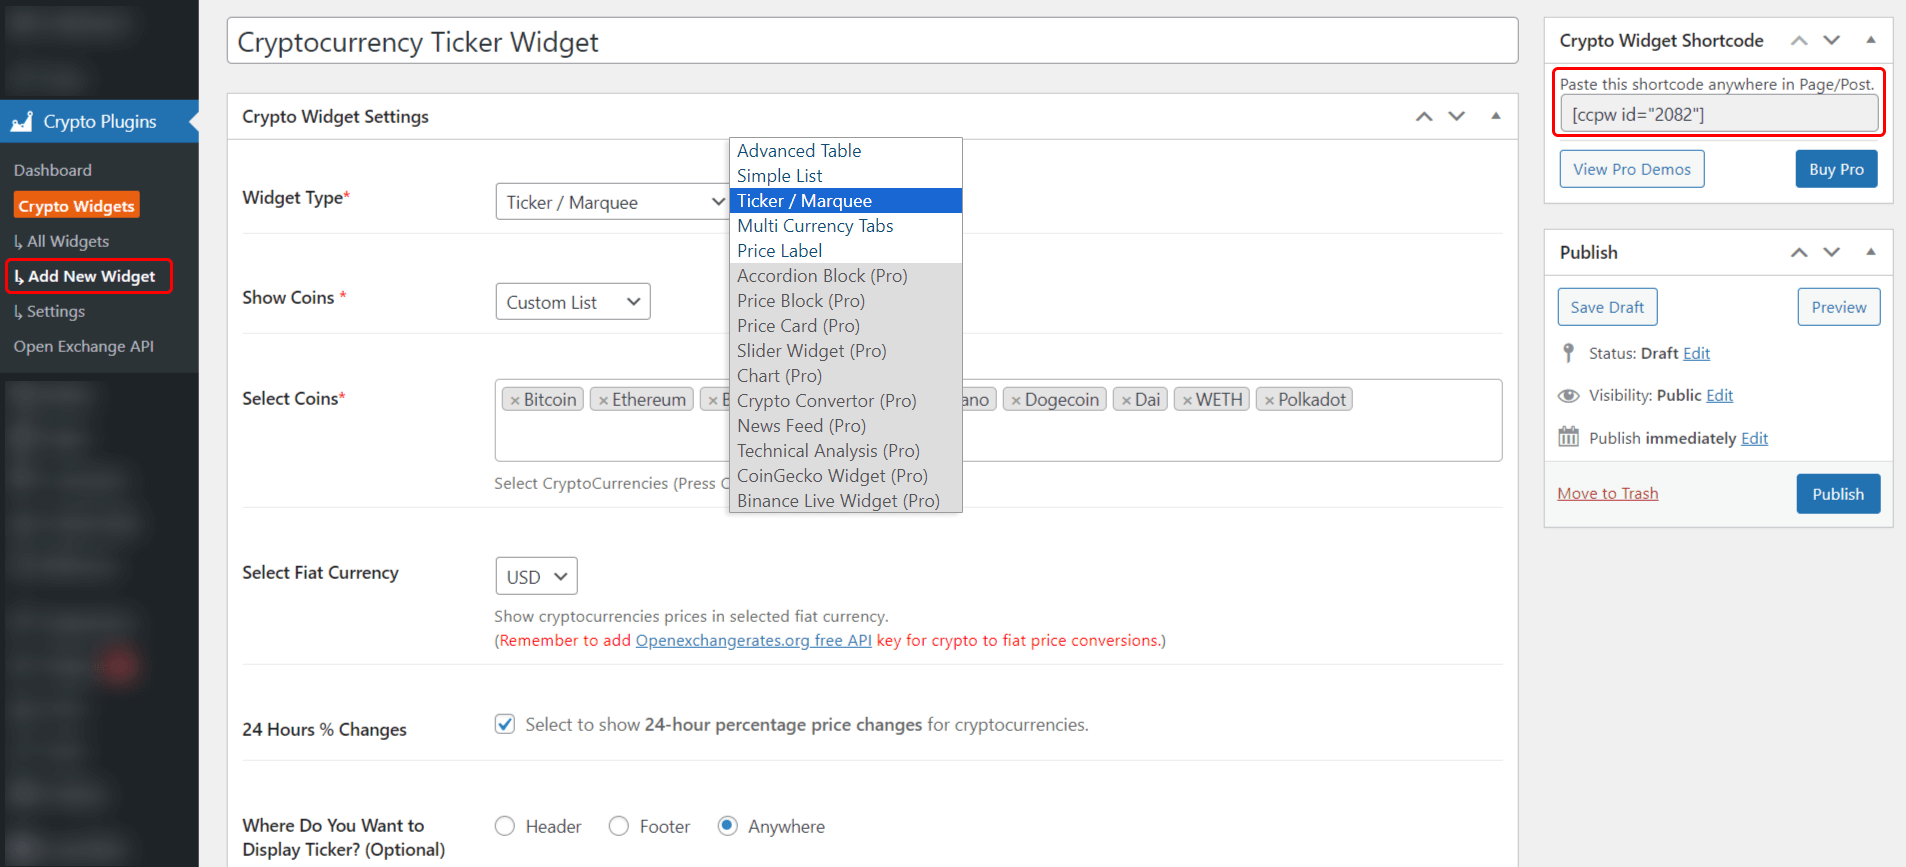 Crypto Plugins
Dashboard
Crypto Widgets
↳ All Widgets
↳ Add New Widget
↳ Settings
Open Exchange API
Cryptocurrency Ticker Widget
Crypto Widget Settings
Widget Type*
Ticker / Marquee
Advanced Table
Simple List
Ticker / Marquee
Multi Currency Tabs
Price Label
Accordion Block (Pro)
Price Block (Pro)
Price Card (Pro)
Slider Widget (Pro)
Chart (Pro)
Crypto Convertor (Pro)
News Feed (Pro)
Technical Analysis (Pro)
CoinGecko Widget (Pro)
Binance Live Widget (Pro)
Show Coins *
Custom List
Select Coins*
×Bitcoin ×Ethereum ×Dogecoin ×Dai ×WETH ×Polkadot
Select CryptoCurrencies (Press
Select Fiat Currency
USD
Show cryptocurrencies prices in selected fiat currency.
(Remember to add Openexchangerates.org free API key for crypto to fiat price conversions.)
24 Hours % Changes
Select to show 24-hour percentage price changes for cryptocurrencies.
Where Do You Want to
Display Ticker? (Optional)
Header Footer Anywhere
Crypto Widget Shortcode
Paste this shortcode anywhere in Page/Post.
[ccpw id="2082"]
View Pro Demos
Buy Pro
Publish
Save Draft
Preview
Status: Draft Edit
Visibility: Public Edit
Publish immediately Edit
Move to Trash
Publish